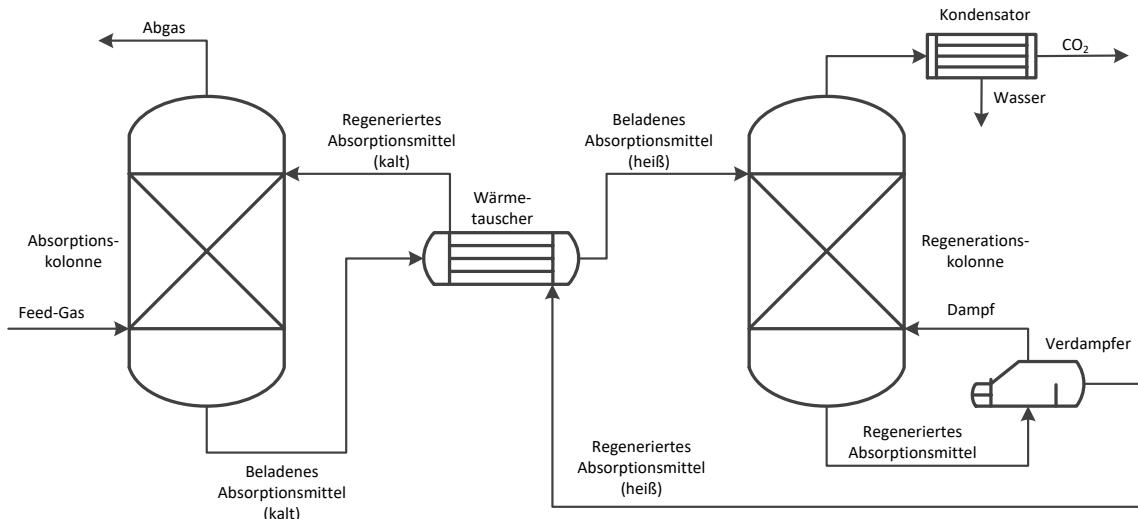 Abgas
Kondensator
CO₂
Wasser
Regeneriertes
Absorptionsmittel
(kalt)
Beladenes
Absorptionsmittel
(heiß)
Wärme-
tauscher
Absorptions-
kolonne
Regenerations-
kolonne
Feed-Gas
Dampf
Verdampfer
Regeneriertes
Absorptionsmittel
Beladenes
Absorptionsmittel
(kalt)
Regeneriertes
Absorptionsmittel
(heiß)